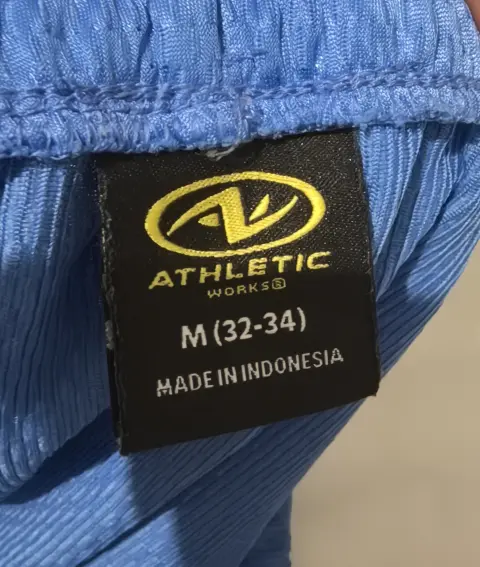 ATHLETIC
WORKS®
M (32-34)
MADE IN INDONESIA